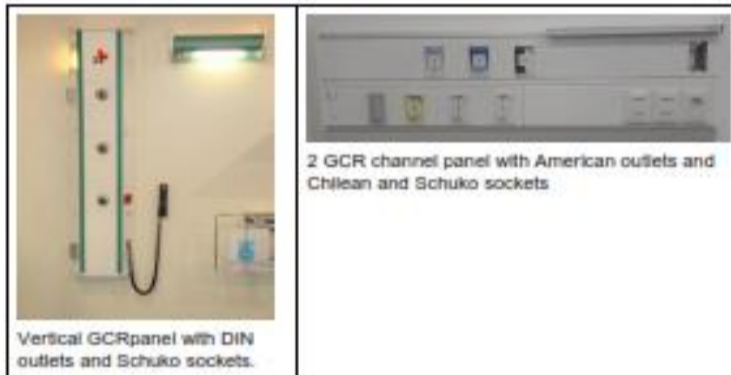 Vertical GCRpanel with DIN
outlets and Schuko sockets.
2 GCR channel panel with American outlets and
Chilean and Schuko sockets